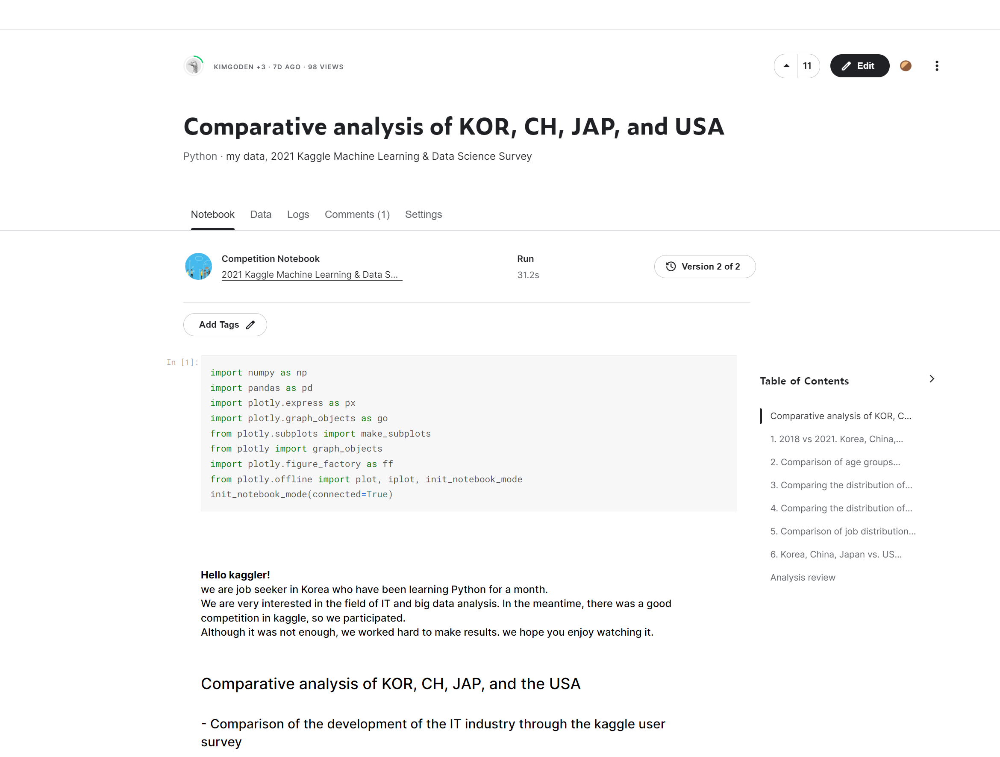 KIMGODEN +3 · 7D AGO · 98 VIEWS
11
Edit
Comparative analysis of KOR, CH, JAP, and USA
Python · my data, 2021 Kaggle Machine Learning & Data Science Survey
Notebook Data Logs Comments (1) Settings
Competition Notebook
2021 Kaggle Machine Learning & Data S...
Run
31.2s
Version 2 of 2
Add Tags
In [1]:
import numpy as np
import pandas as pd
import plotly.express as px
import plotly.graph_objects as go
from plotly.subplots import make_subplots
from plotly import graph_objects
import plotly.figure_factory as ff
from plotly.offline import plot, iplot, init_notebook_mode
init_notebook_mode(connected=True)
Table of Contents
Comparative analysis of KOR, C...
1. 2018 vs 2021. Korea, China,...
2. Comparison of age groups...
3. Comparing the distribution of...
4. Comparing the distribution of...
5. Comparison of job distribution...
6. Korea, China, Japan vs. US...
Analysis review
Hello kaggler!
we are job seeker in Korea who have been learning Python for a month.
We are very interested in the field of IT and big data analysis. In the meantime, there was a good
competition in kaggle, so we participated.
Although it was not enough, we worked hard to make results. we hope you enjoy watching it.
Comparative analysis of KOR, CH, JAP, and the USA
- Comparison of the development of the IT industry through the kaggle user
survey